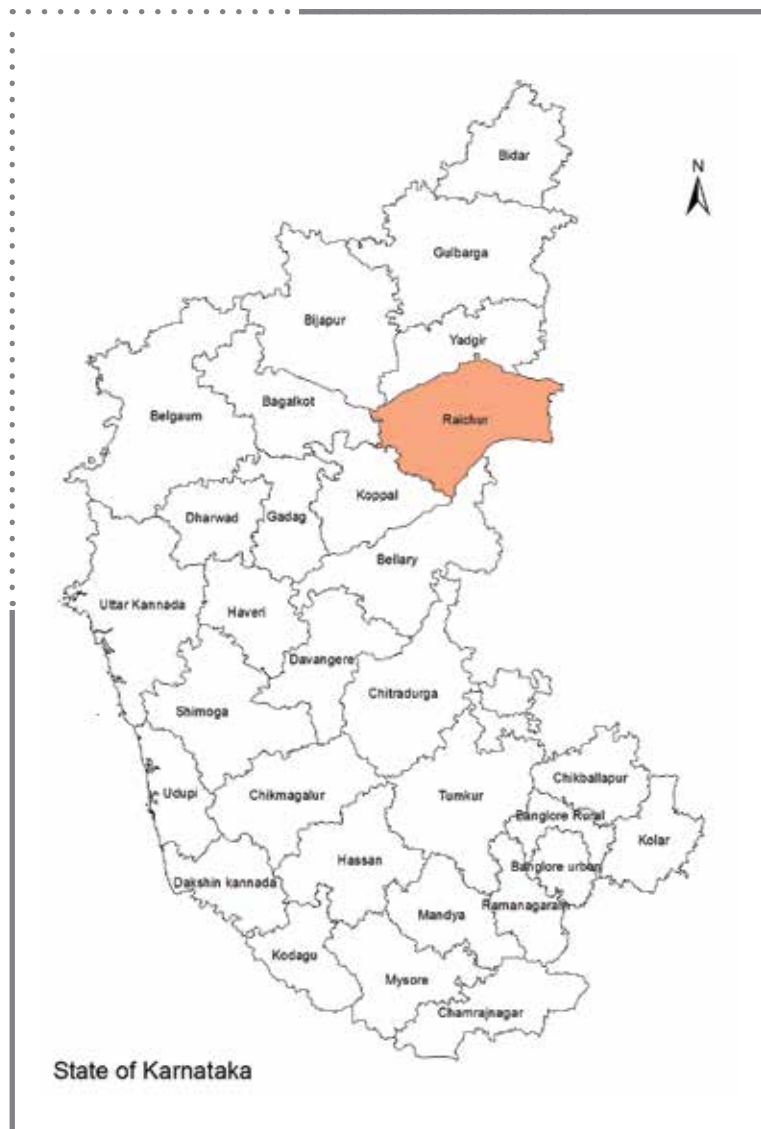 Bidar
N
Gulbarga
Bijapur
Yadgir
Bagalkot
Belgaum
Raichur
Koppal
Dharwad
Gadag
Bellary
Uttar Kannada
Haveri
Davangere
Chitradurga
Shimoga
Chikballapur
Udupi
Chikmagalur
Tumkur
Banglore Rural
Kolar
Hassan
Banglore urban
Dakshin kannada
Ramanagaram
Mandya
Kodagu
Mysore
Chamrajnagar
State of Karnataka